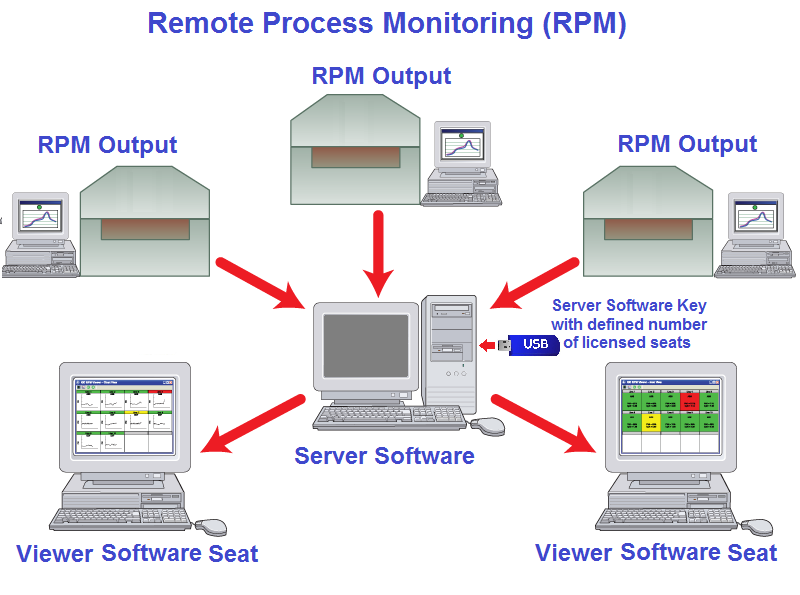 Remote Process Monitoring (RPM)
RPM Output
RPM Output
RPM Output
Server Software Key
with defined number
of licensed seats
USB
Server Software
Viewer Software Seat
Viewer Software Seat